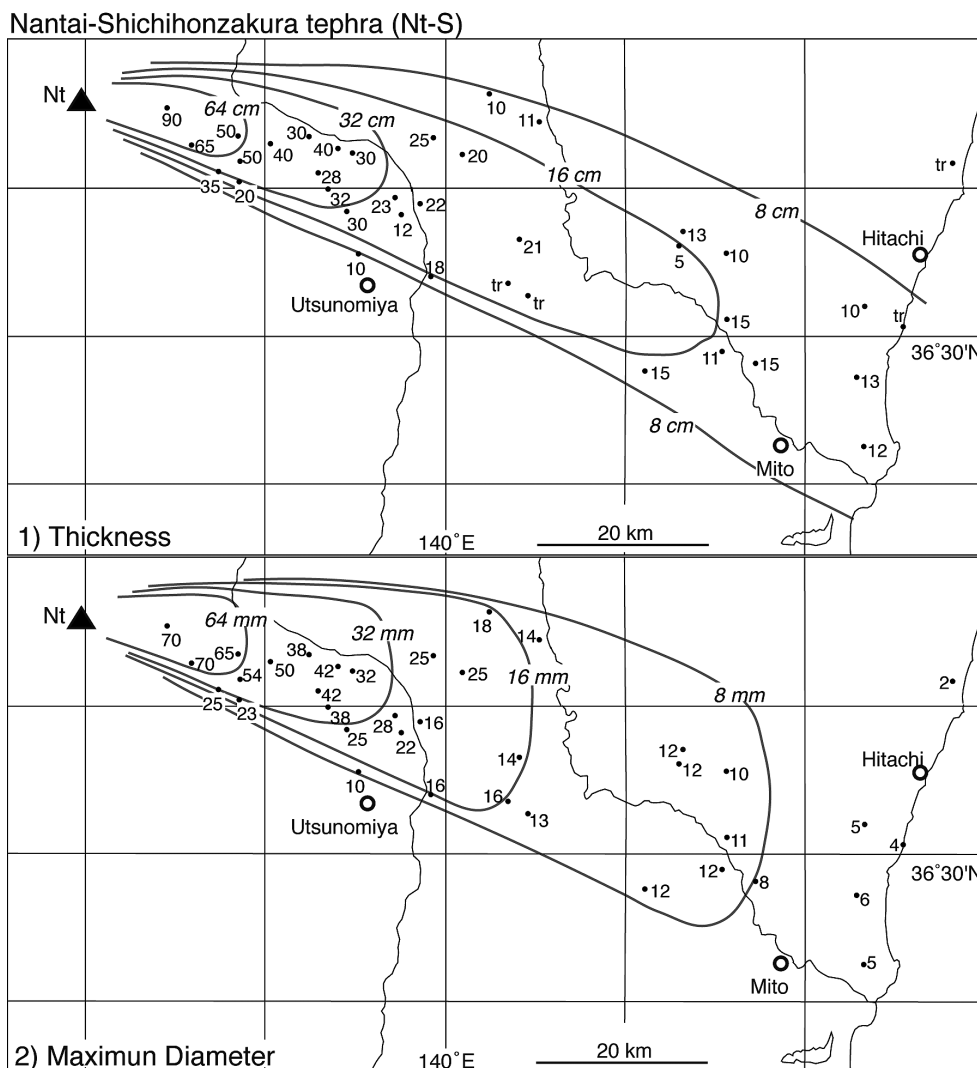 Nantai-Shichihonzakura tephra (Nt-S)
Nt
90
65
50
64 cm
50
40
30
40
30
32 cm
35
20
28
32
30
23
12
22
25
20
10
11
16 cm
8 cm
tr
Hitachi
10
Utsunomiya
18
21
tr
tr
13
5
10
15
11
15
15
10
tr
36˚30'N
13
12
8 cm
Mito
1) Thickness
140˚E
20 km
Nt
70
70
65
64 mm
54
50
38
42
32
32 mm
25
23
42
38
25
28
22
16
25
25
18
14
16 mm
8 mm
2
Hitachi
10
Utsunomiya
16
14
16
13
12
12
10
11
12
8
12
5
4
36˚30'N
6
5
Mito
2) Maximun Diameter
140˚E
20 km